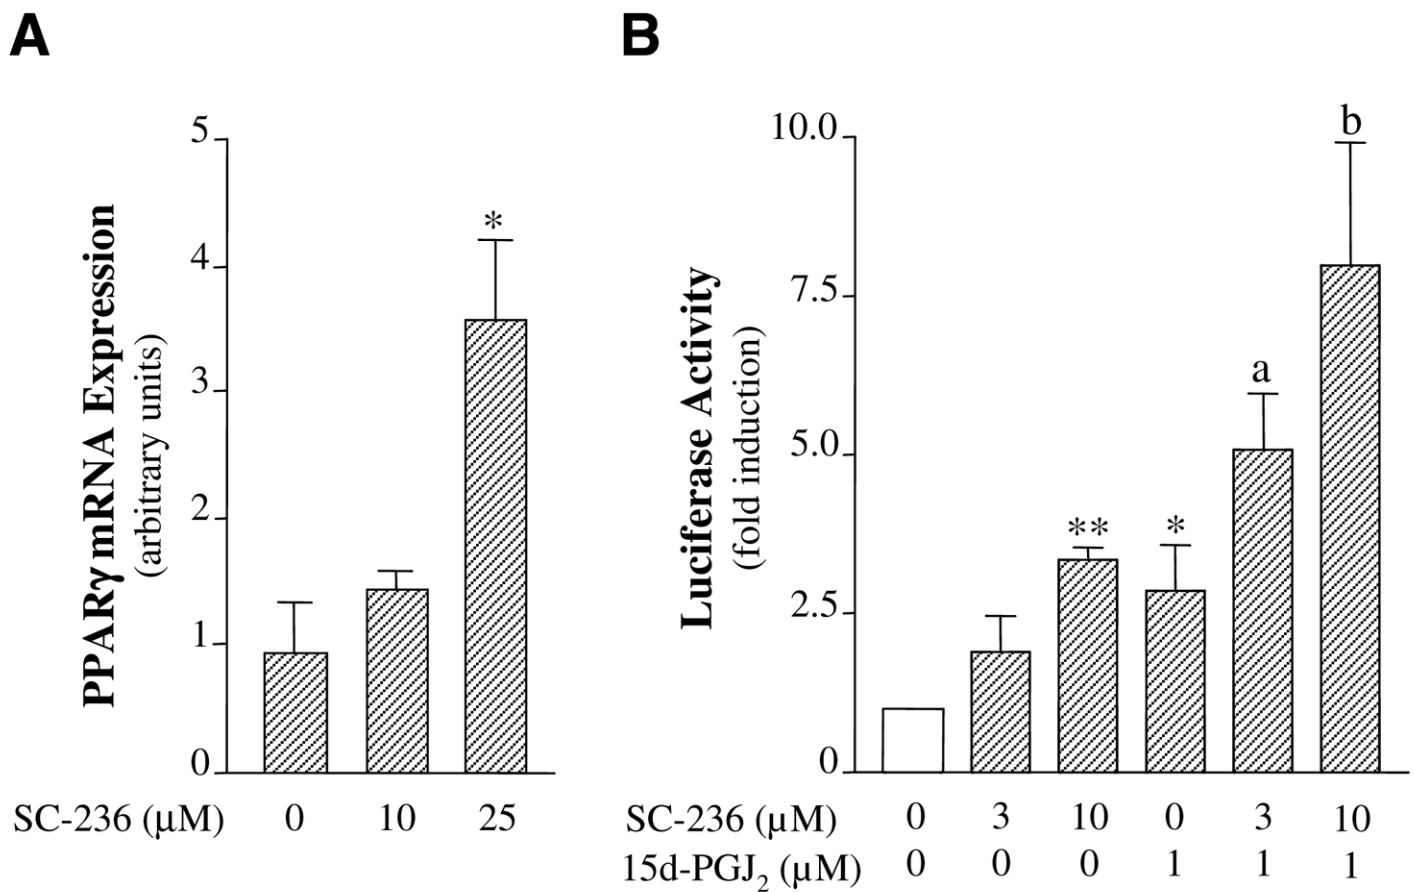 A
PPARγ mRNA Expression
(arbitrary units)
5
4
3
2
1
0
*
SC-236 (μM) 0 10 25
B
Luciferase Activity
(fold induction)
10.0
7.5
5.0
2.5
0
** * a b
SC-236 (μM) 0 3 10 0 3 10
15d-PGJ2 (μM) 0 0 0 1 1 1